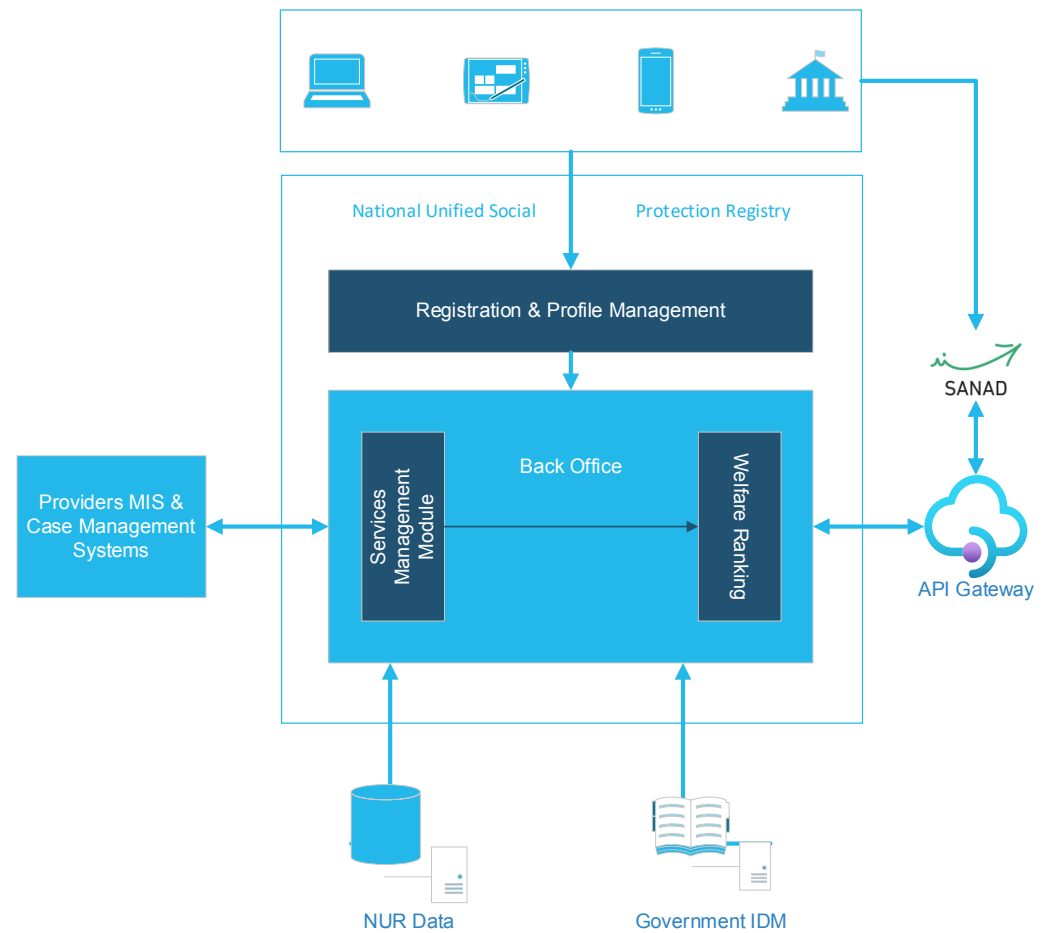 National Unified Social Protection Registry
Registration & Profile Management
Back Office
Services
Management
Module
Welfare Ranking
Providers MIS &
Case Management
Systems
سند
SANAD
API Gateway
NUR Data
Government IDM